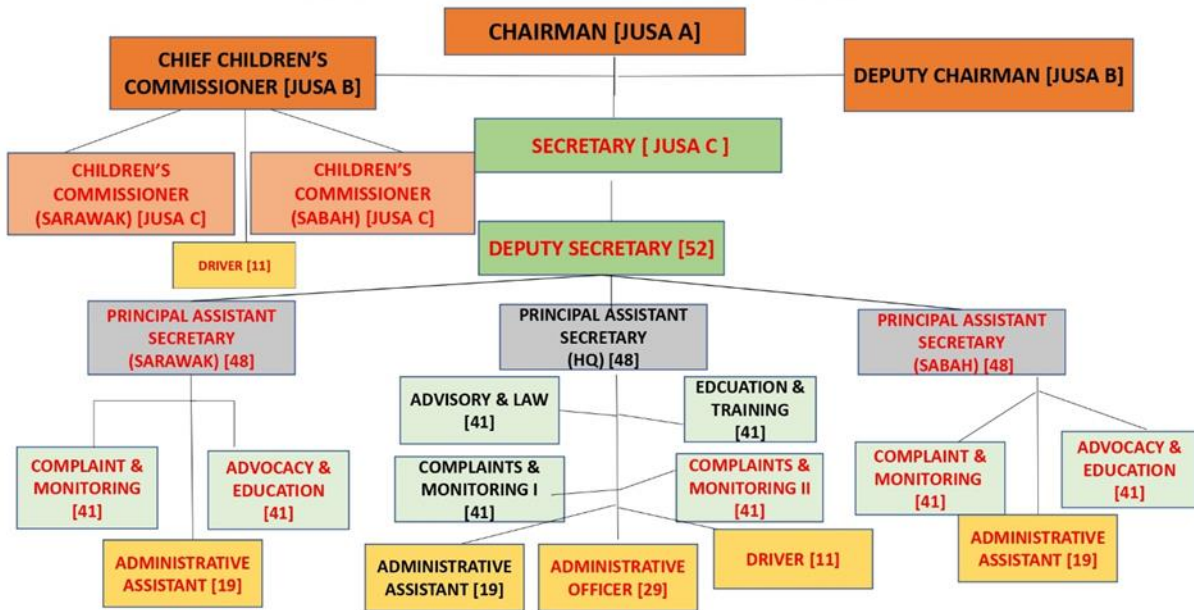 CHAIRMAN [JUSA A]
CHIEF CHILDREN'S
COMMISSIONER [JUSA B]
DEPUTY CHAIRMAN [JUSA B]
SECRETARY [ JUSA C ]
CHILDREN'S
COMMISSIONER
(SARAWAK) [JUSA C]
CHILDREN'S
COMMISSIONER
(SABAH) [JUSA C]
DRIVER [11]
DEPUTY SECRETARY [52]
PRINCIPAL ASSISTANT
SECRETARY
(SARAWAK) [48]
PRINCIPAL ASSISTANT
SECRETARY
(HQ) [48]
PRINCIPAL ASSISTANT
SECRETARY
(SABAH) [48]
ADVISORY & LAW
[41]
EDCUATION &
TRAINING
[41]
COMPLAINT &
MONITORING
[41]
ADVOCACY &
EDUCATION
[41]
COMPLAINTS &
MONITORING I
[41]
COMPLAINTS &
MONITORING II
[41]
COMPLAINT &
MONITORING
[41]
ADVOCACY &
EDUCATION
[41]
ADMINISTRATIVE
ASSISTANT [19]
ADMINISTRATIVE
ASSISTANT [19]
ADMINISTRATIVE
OFFICER [29]
DRIVER [11]
ADMINISTRATIVE
ASSISTANT [19]